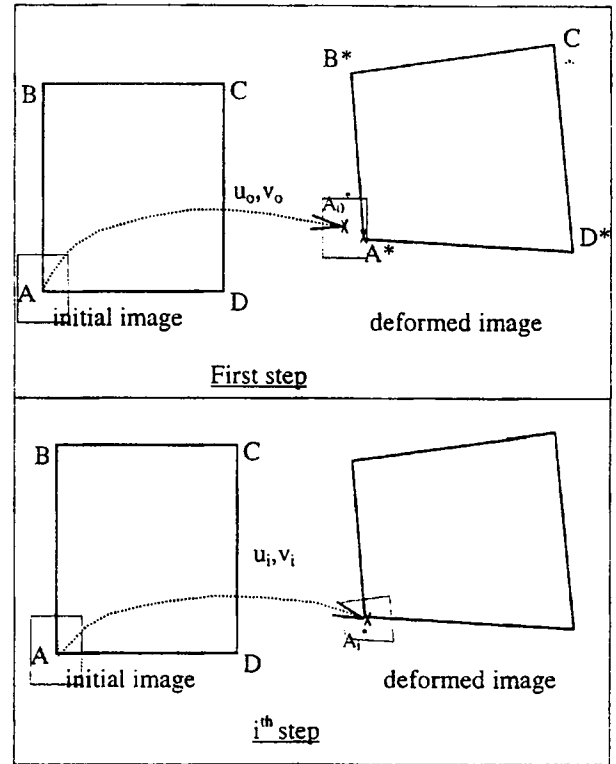 B*
C
*
B
C
u₀,v₀
A₀*
D*
A*
A
D
initial image
deformed image
First step
B
C
uᵢ,vᵢ
A
D
Aᵢ*
initial image
deformed image
iᵗʰ step